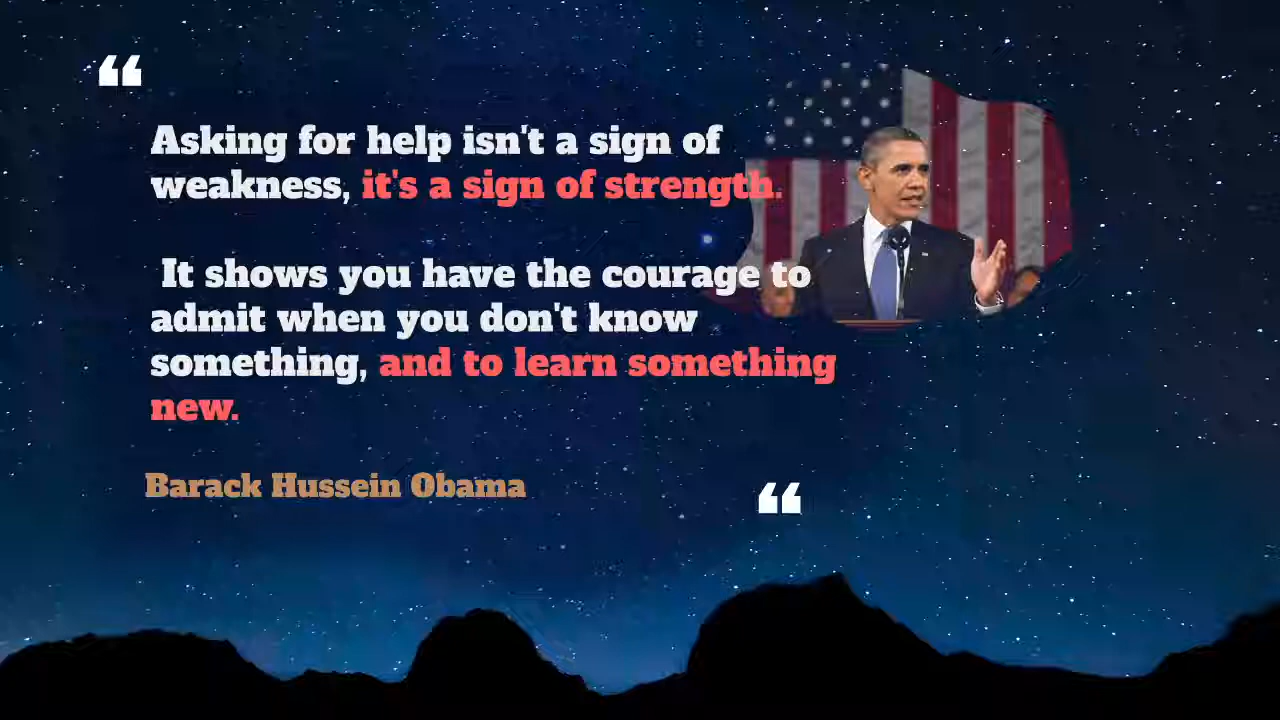 ❝
Asking for help isn't a sign of
weakness, it's a sign of strength.
It shows you have the courage to
admit when you don't know
something, and to learn something
new.
Barack Hussein Obama
❝